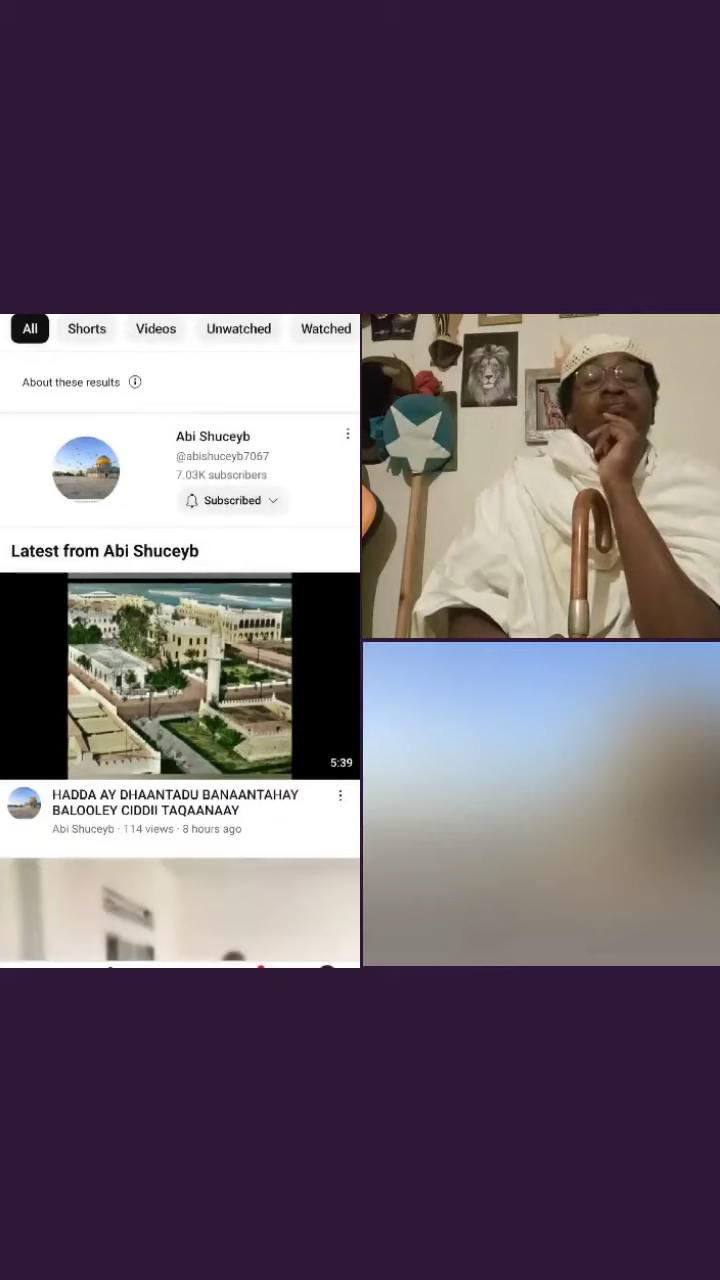 All Shorts Videos Unwatched Watched
About these results
Abi Shuceyb
@abishuceyb7067
7.03K subscribers
Subscribed
Latest from Abi Shuceyb
5:39
HADDA AY DHAANTADU BANAANTAHAY
BALOOLEY CIDDII TAQAANAAY
Abi Shuceyb · 114 views · 8 hours ago